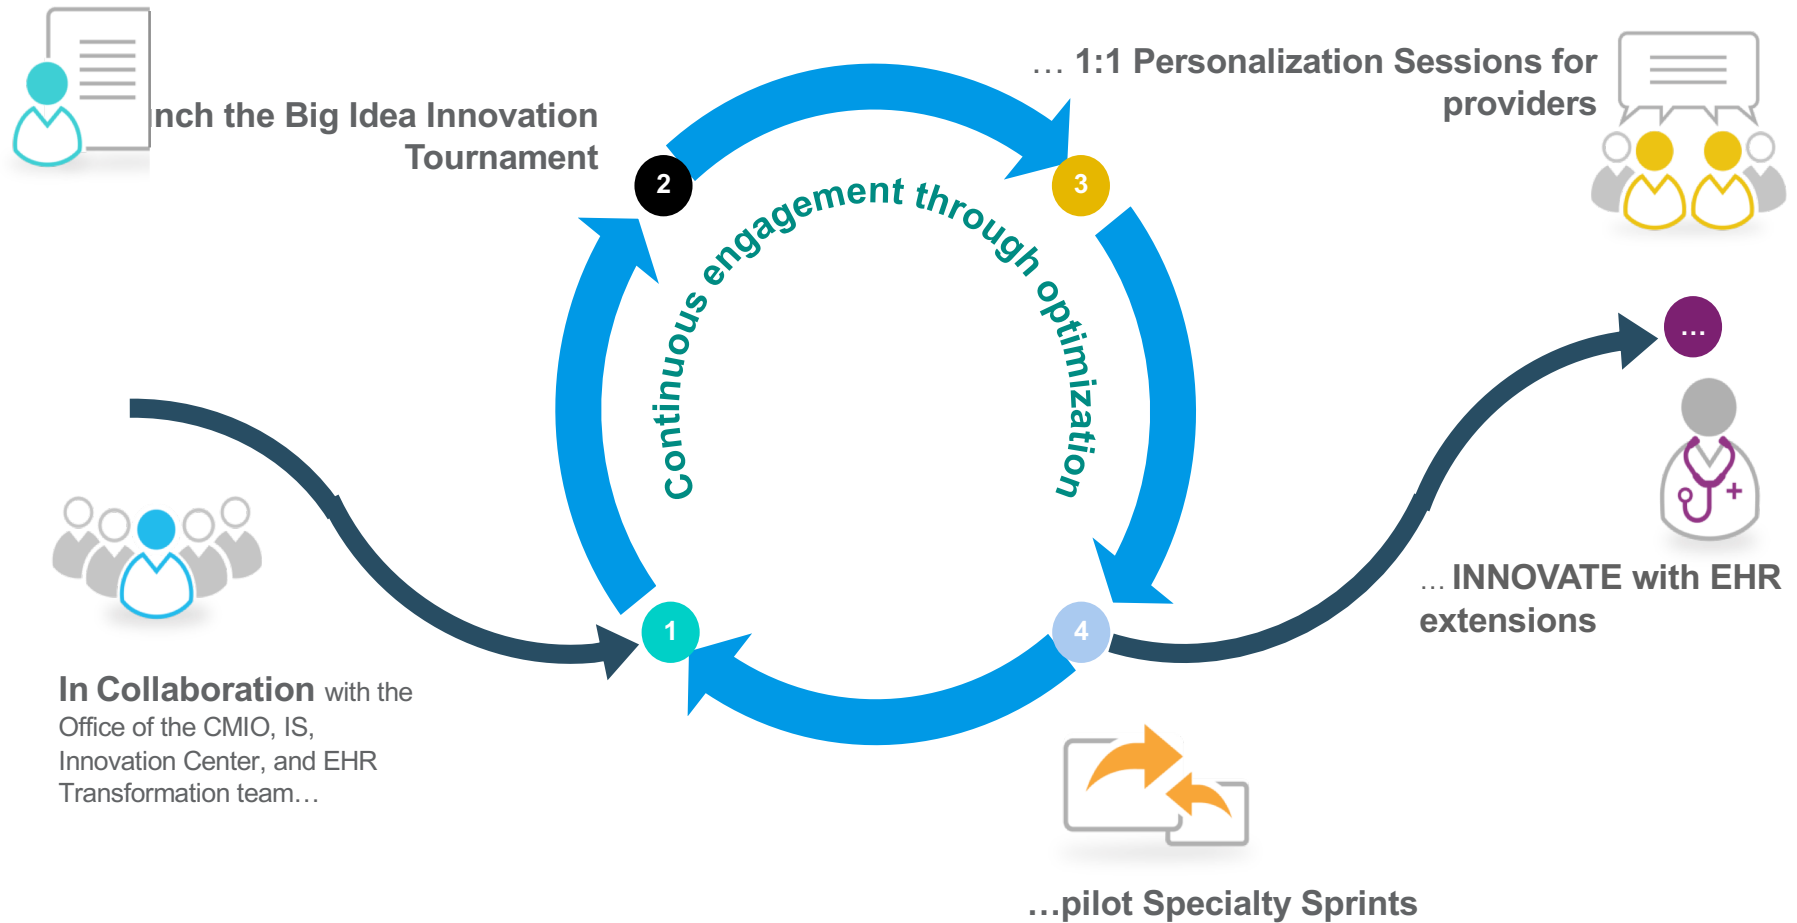 nch the Big Idea Innovation
Tournament
… 1:1 Personalization Sessions for
providers
2
3
Continuous engagement through optimization
...
… INNOVATE with EHR
extensions
1
4
In Collaboration with the
Office of the CMIO, IS,
Innovation Center, and EHR
Transformation team…
…pilot Specialty Sprints